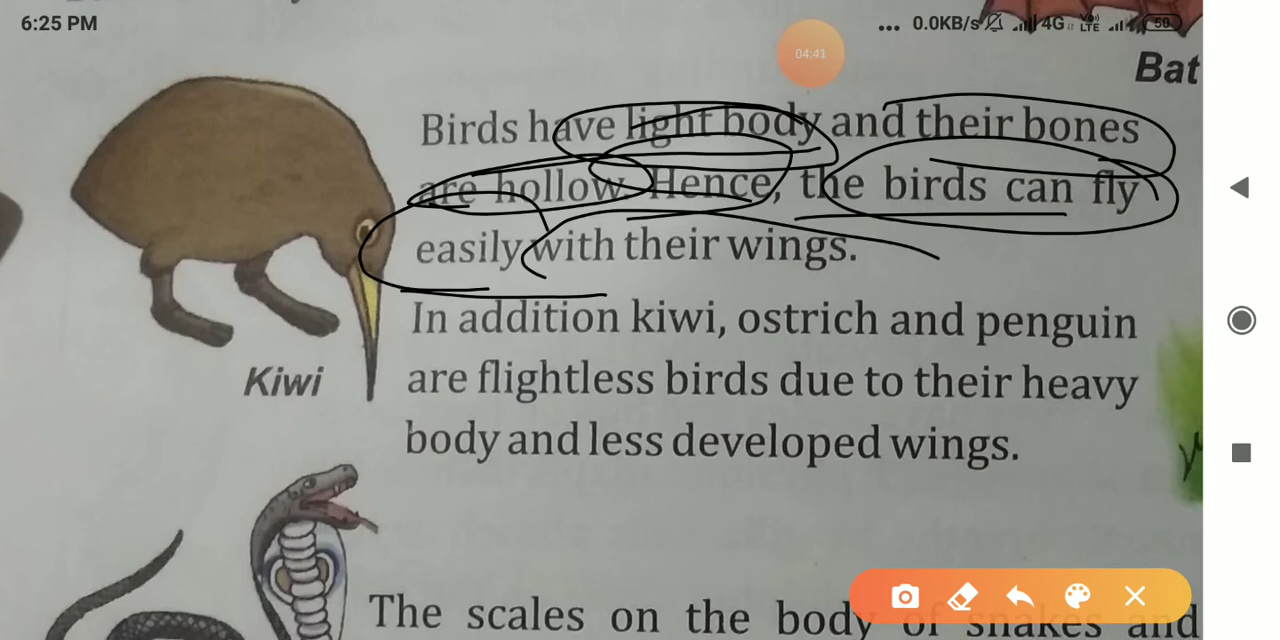 6:25 PM
... 0.0KB/s 4G Vo) LTE 50
04:41
Bat
Birds have light body and their bones
are hollow. Hence, the birds can fly
easily with their wings.
In addition kiwi, ostrich and penguin
are flightless birds due to their heavy
body and less developed wings.
Kiwi
The scales on the body of snakes and